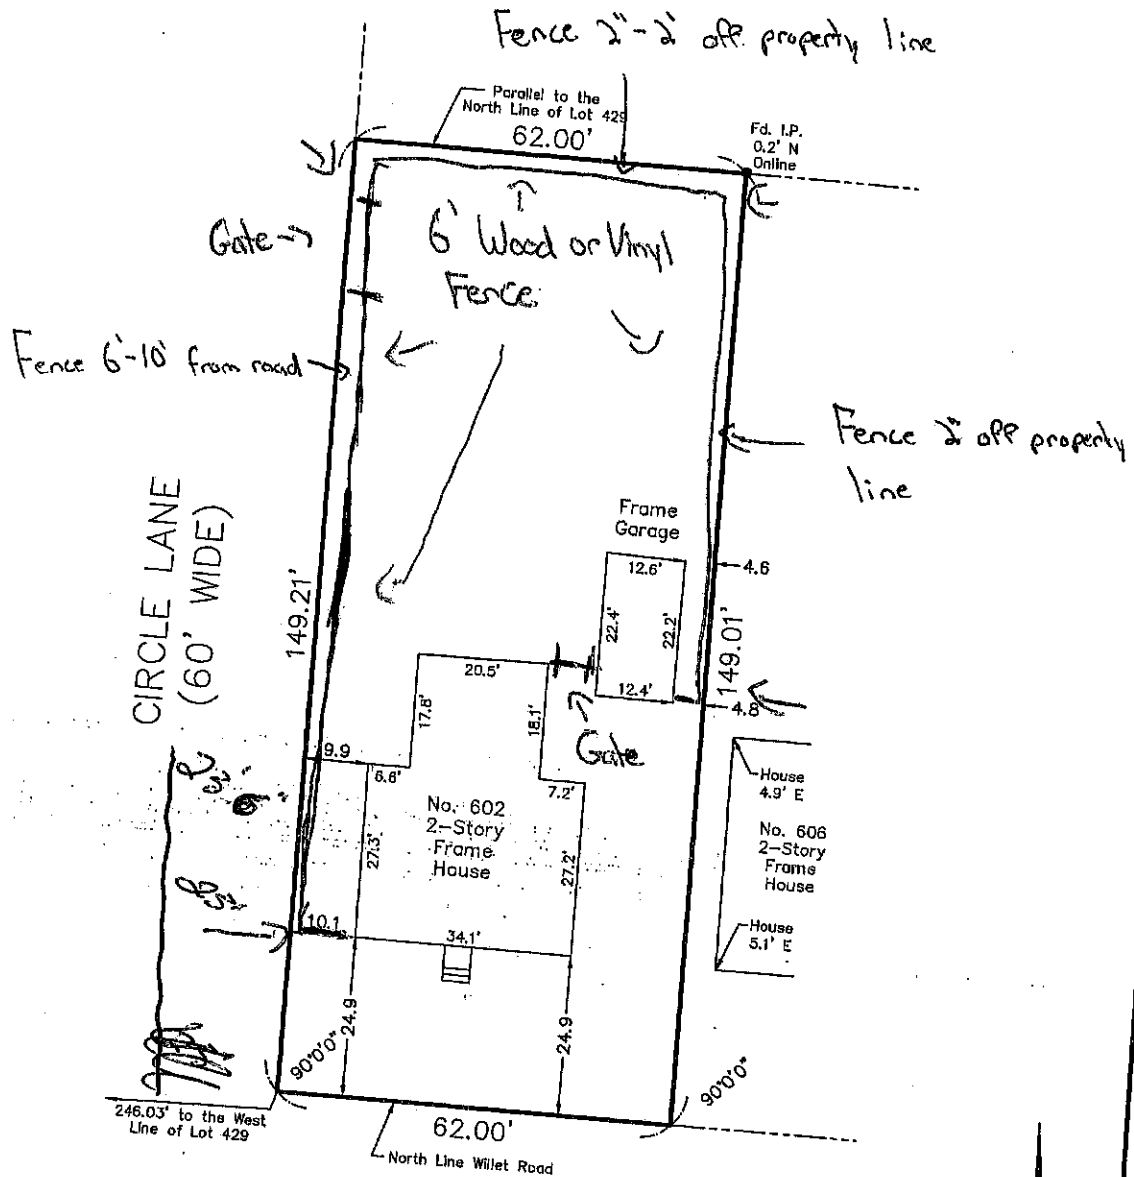 Fence 2"-2' off property line
Parallel to the
North Line of Lot 429
62.00'
Fd. I.P.
0.2' N
Online
Gate
6' Wood or Vinyl
Fence
Fence 6'-10' from road
Fence 2" off property
line
CIRCLE LANE
(60' WIDE)
149.21'
Frame
Garage
12.6'
4.6
22.4'
22.2'
149.01'
12.4'
4.8
20.5'
17.8'
18.1'
Gate
9.9
6.6'
7.2'
No. 602
2-Story
Frame
House
27.3'
27.2'
House
4.9' E
No. 606
2-Story
Frame
House
House
5.1' E
10.1
34.1'
24.9
24.9
90°0'0"
90°0'0"
246.03' to the West
Line of Lot 429
62.00'
North Line Willet Road